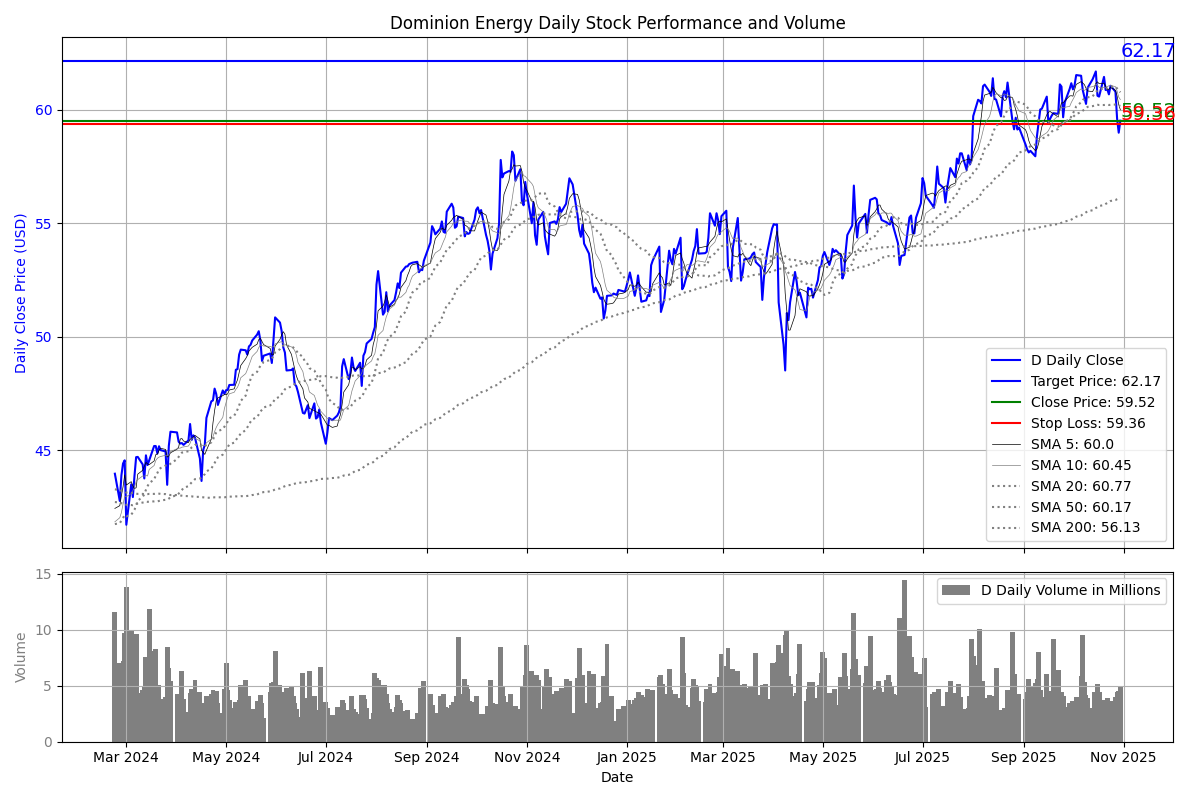 Dominion Energy Daily Stock Performance and Volume
62.17
60
59.52
59.36
55
50
45
Daily Close Price (USD)
D Daily Close
Target Price: 62.17
Close Price: 59.52
Stop Loss: 59.36
SMA 5: 60.0
SMA 10: 60.45
SMA 20: 60.77
SMA 50: 60.17
SMA 200: 56.13
15
10
5
0
Volume
D Daily Volume in Millions
Mar 2024 May 2024 Jul 2024 Sep 2024 Nov 2024 Jan 2025 Mar 2025 May 2025 Jul 2025 Sep 2025 Nov 2025
Date